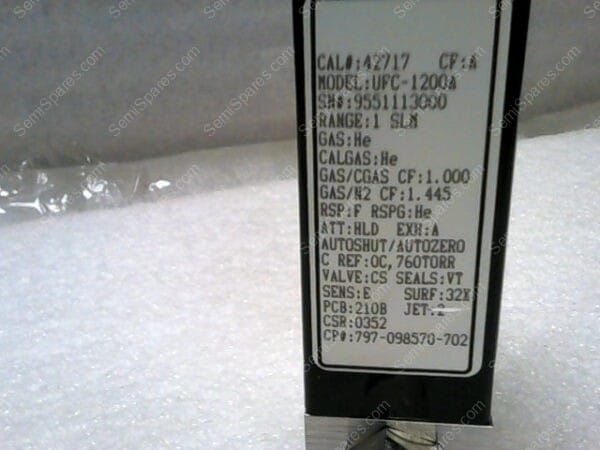 CAL#:42717 CF:A
MODEL:UFC-1200A
SN#:9551113000
RANGE:1 SLM
GAS:He
CALGAS:He
GAS/CGAS CF:1.000
GAS/N2 CF:1.445
RSP:F RSPG:He
ATT:HLD EXH:A
AUTOSHUT/AUTOZERO
C REF:0C,760TORR
VALVE:CS SEALS:VT
SENS:E SURF:32X
PCB:210B JET:2
CSR:0352
CP#:797-098570-702
SemiSpares.com